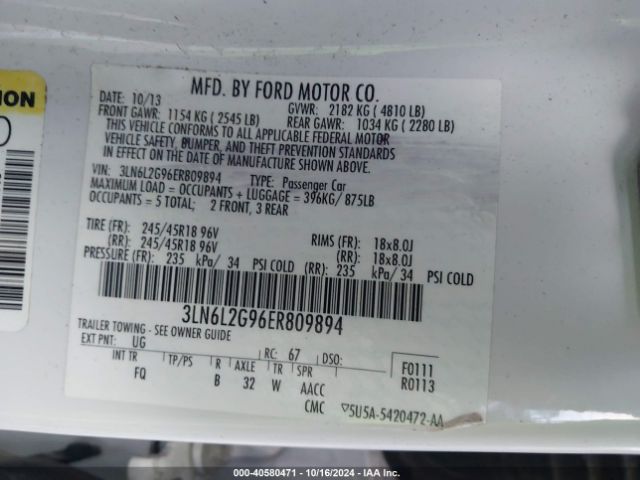 NION
MFD. BY FORD MOTOR CO.
DATE: 10/13 GVWR: 2182 KG ( 4810 LB)
FRONT GAWR: 1154 KG ( 2545 LB) REAR GAWR: 1034 KG ( 2280 LB)
THIS VEHICLE CONFORMS TO ALL APPLICABLE FEDERAL MOTOR
VEHICLE SAFETY, BUMPER, AND THEFT PREVENTION STANDARDS
IN EFFECT ON THE DATE OF MANUFACTURE SHOWN ABOVE.
VIN: 3LN6L2G96ER809894 TYPE: Passenger Car
MAXIMUM LOAD = OCCUPANTS + LUGGAGE = 396KG/ 875LB
OCCUPANTS = 5 TOTAL; 2 FRONT, 3 REAR
TIRE (FR): 245/45R18 96V RIMS (FR): 18x8.0J
(RR): 245/45R18 96V (RR): 18x8.0J
PRESSURE (FR): 235 kPa/ 34 PSI COLD (RR): 235 kPa/ 34 PSI COLD
3LN6L2G96ER809894
TRAILER TOWING - SEE OWNER GUIDE
EXT PNT: UG RC: 67 DSO:
INT TR TP/PS R AXLE TR SPR F0111
FQ B 32 W AACC R0113
CMC ▽5U5A-5420472-AA
000-40580471 | 10/16/2024 | IAA Inc.